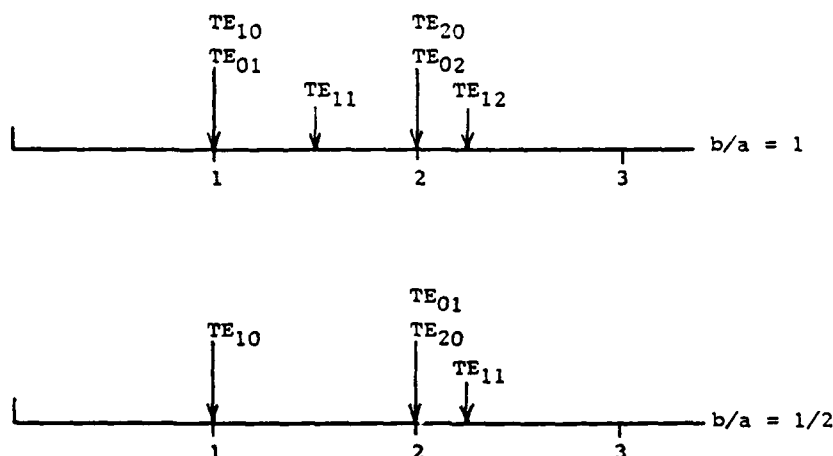 TE10 TE20
TE01 TE02
TE11 TE12
b/a = 1
1 2 3
TE01
TE10 TE20
TE11
b/a = 1/2
1 2 3